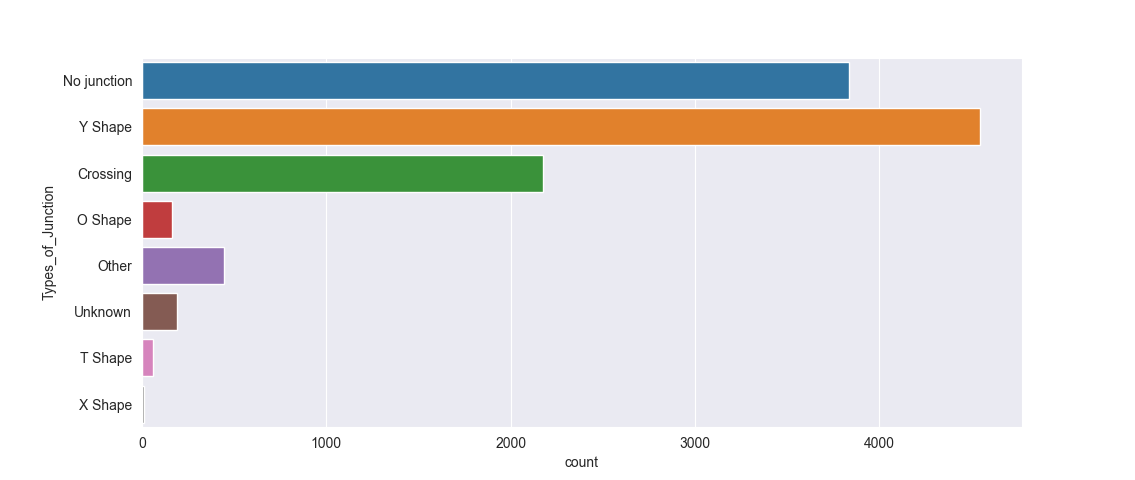 No junction
Y Shape
Crossing
O Shape
Other
Unknown
T Shape
X Shape
Types_of_Junction
0 1000 2000 3000 4000
count